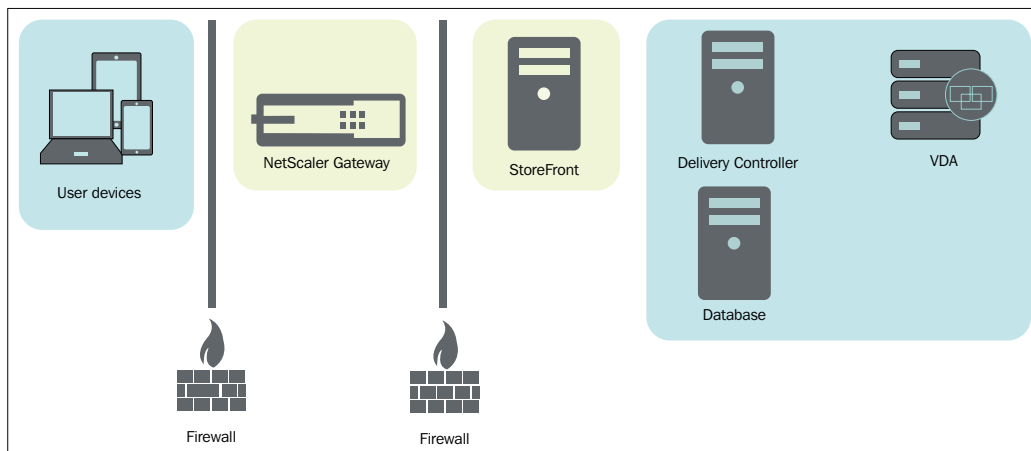 User devices
NetScaler Gateway
StoreFront
Delivery Controller
VDA
Database
Firewall
Firewall